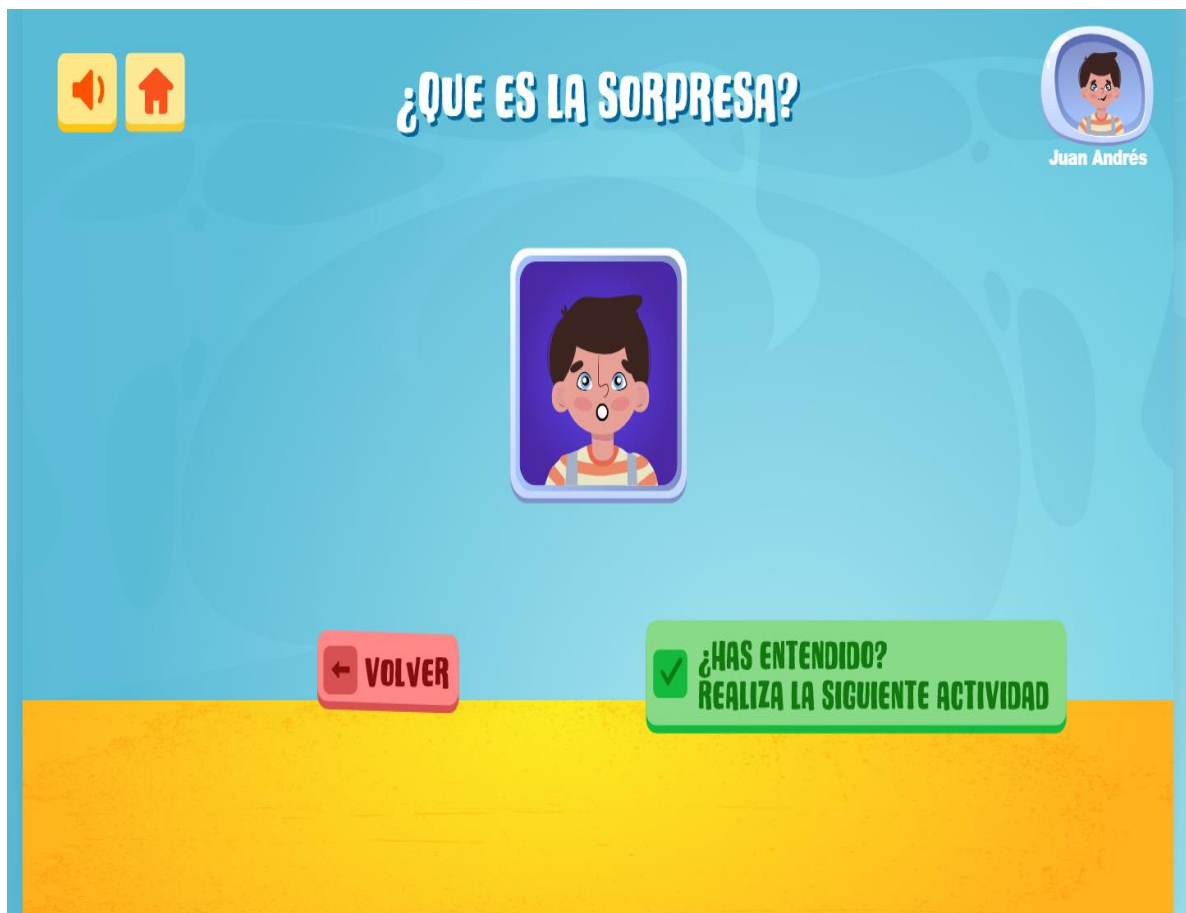 ¿QUE ES LA SORPRESA?
Juan Andrés
VOLVER
¿HAS ENTENDIDO?
REALIZA LA SIGUIENTE ACTIVIDAD